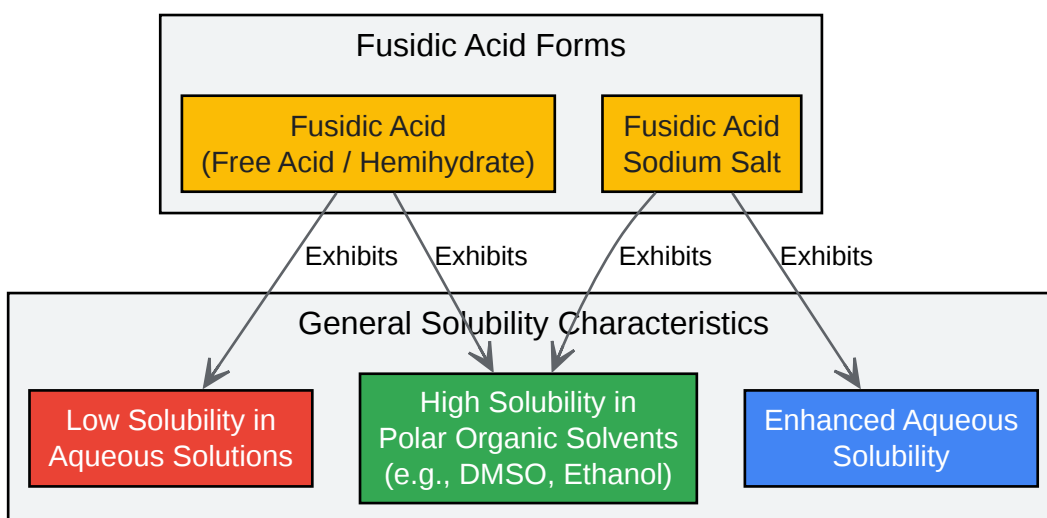 Fusidic Acid Forms
Fusidic Acid
(Free Acid / Hemihydrate)
Fusidic Acid
Sodium Salt
Exhibits
Exhibits
Exhibits
Exhibits
General Solubility Characteristics
Low Solubility in
Aqueous Solutions
High Solubility in
Polar Organic Solvents
(e.g., DMSO, Ethanol)
Enhanced Aqueous
Solubility